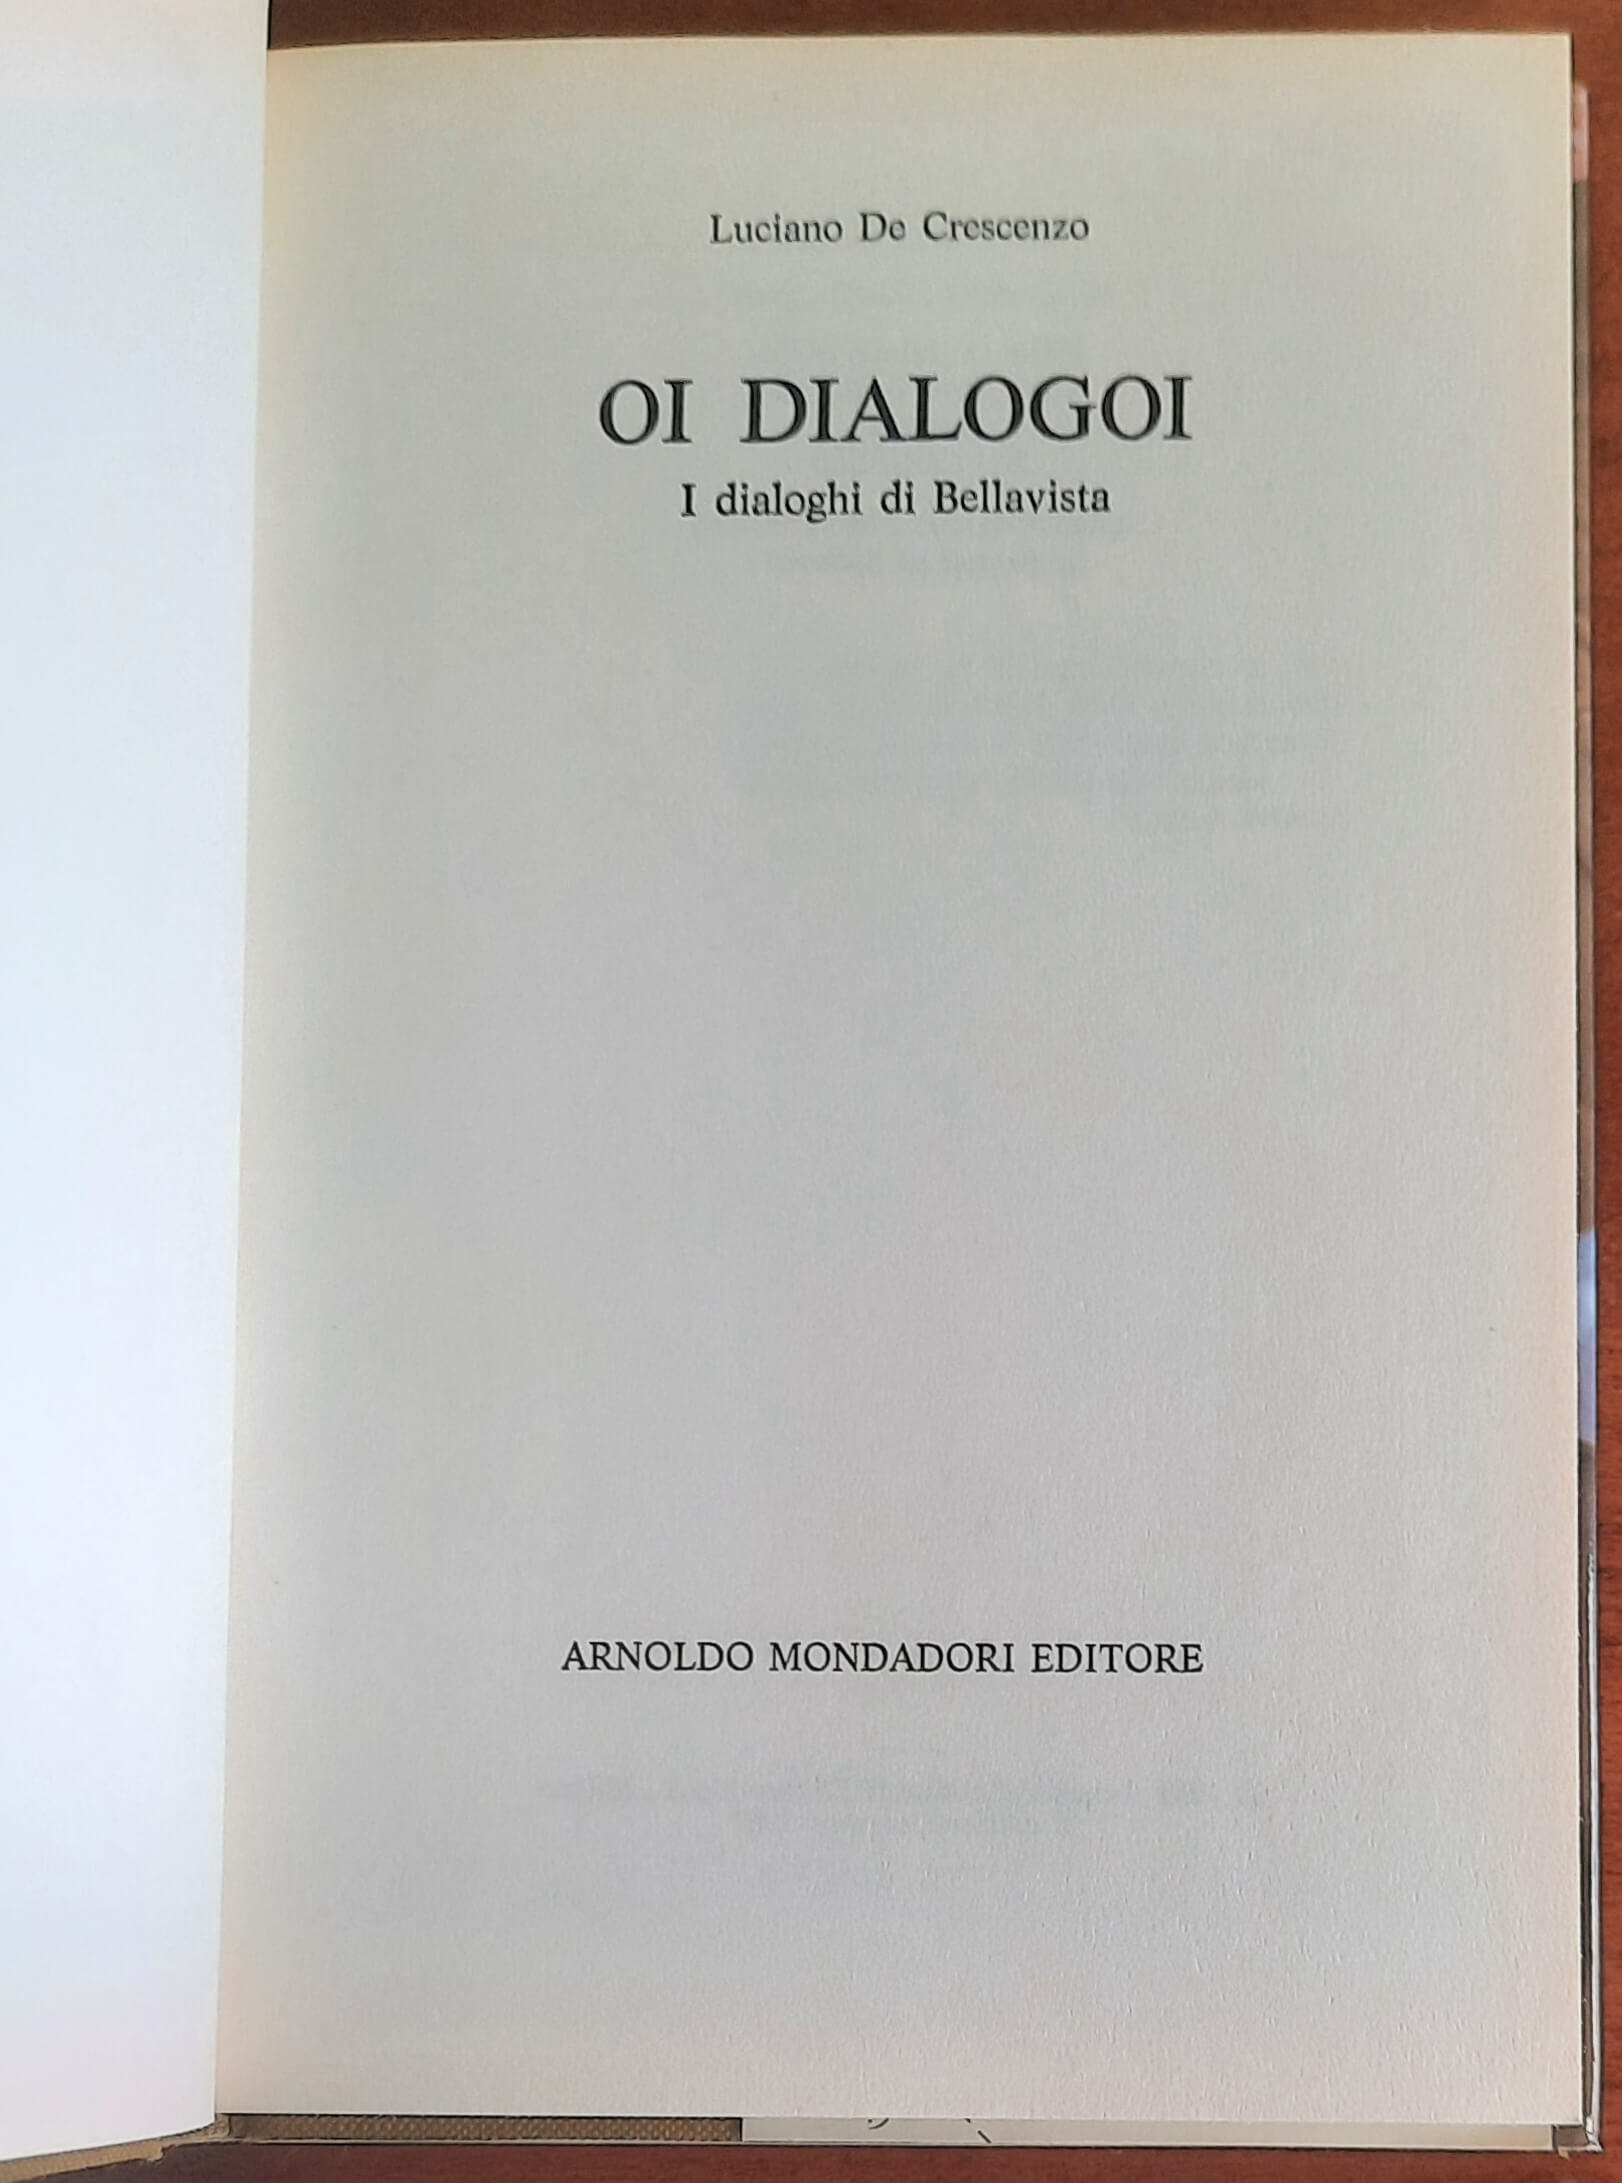 Luciano De Crescenzo
OI DIALOGOI
I dialoghi di Bellavista
ARNOLDO MONDADORI EDITORE